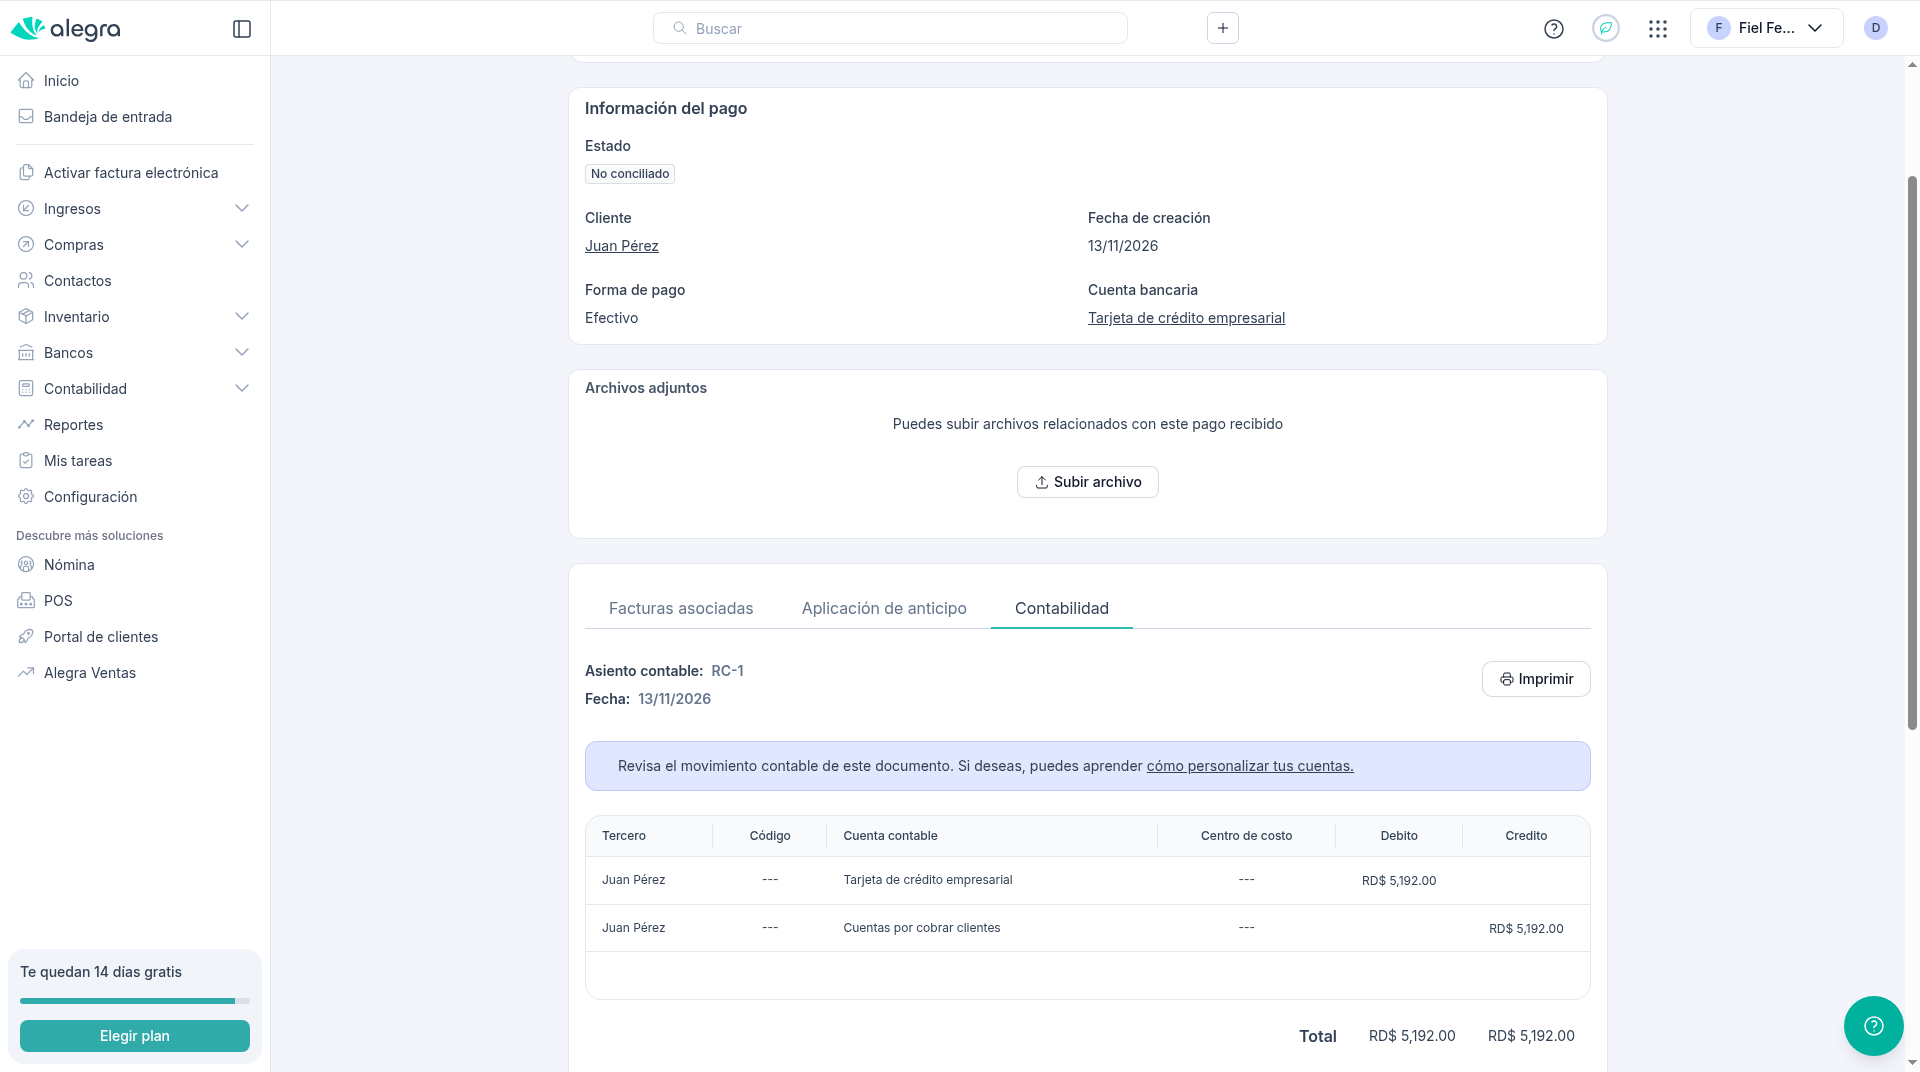 alegra
Buscar
F Fiel Fe... D
Inicio
Bandeja de entrada
Activar factura electrónica
Ingresos
Compras
Contactos
Inventario
Bancos
Contabilidad
Reportes
Mis tareas
Configuración
Descubre más soluciones
Nómina
POS
Portal de clientes
Alegra Ventas
Te quedan 14 días gratis
Elegir plan
Información del pago
Estado
No conciliado
Cliente Fecha de creación
Juan Pérez 13/11/2026
Forma de pago Cuenta bancaria
Efectivo Tarjeta de crédito empresarial
Archivos adjuntos
Puedes subir archivos relacionados con este pago recibido
Subir archivo
Facturas asociadas Aplicación de anticipo Contabilidad
Asiento contable: RC-1
Imprimir
Fecha: 13/11/2026
Revisa el movimiento contable de este documento. Si deseas, puedes aprender cómo personalizar tus cuentas.
Tercero Código Cuenta contable Centro de costo Debito Credito
Juan Pérez --- Tarjeta de crédito empresarial --- RD$ 5,192.00
Juan Pérez --- Cuentas por cobrar clientes --- RD$ 5,192.00
Total RD$ 5,192.00 RD$ 5,192.00